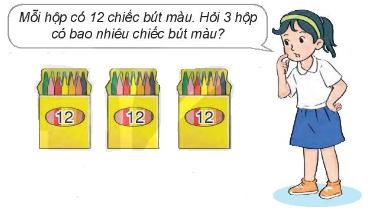 Mỗi hộp có 12 chiếc bút màu. Hỏi 3 hộp
có bao nhiêu chiếc bút màu?
12 12 12